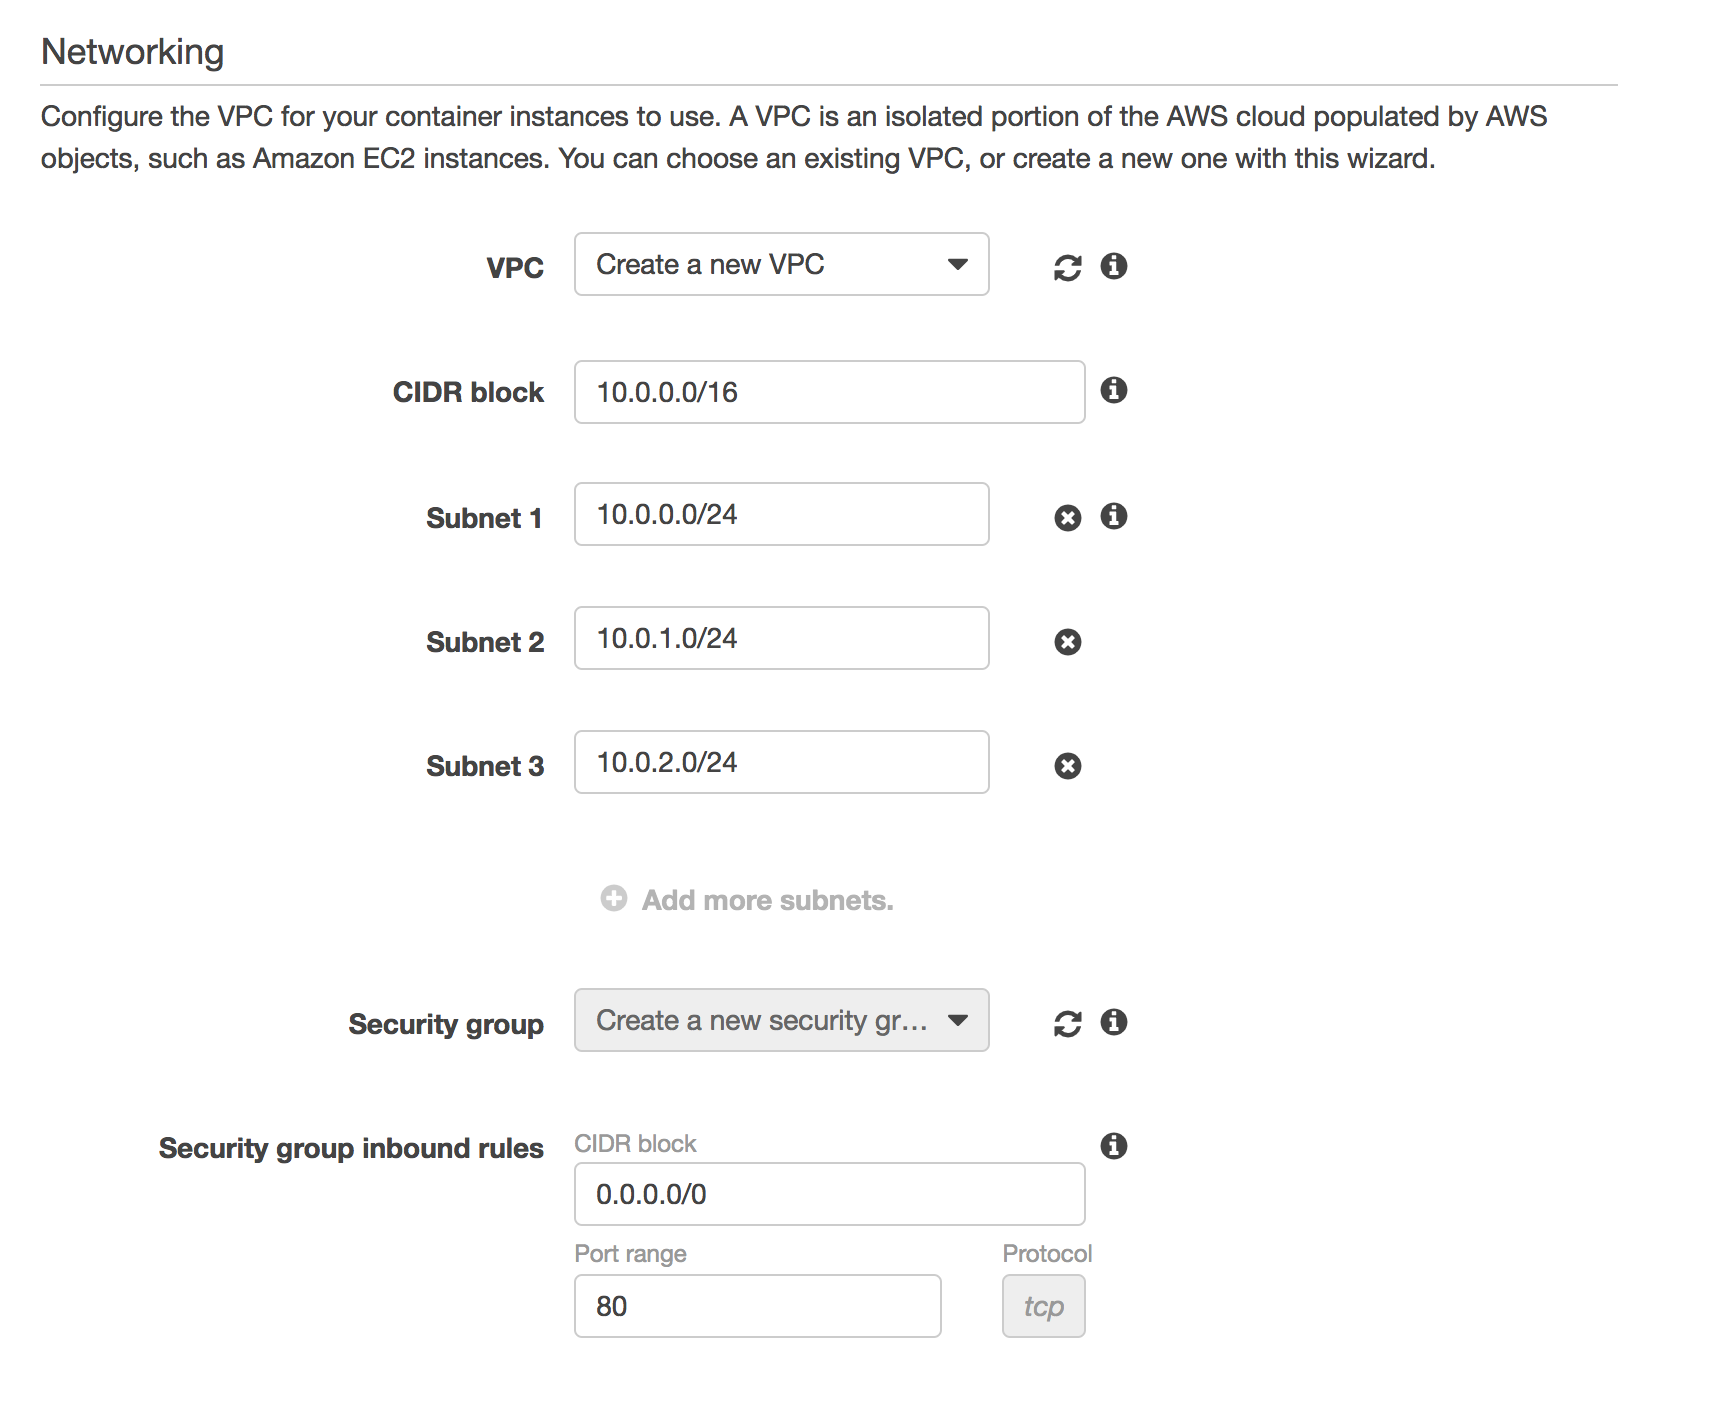 Networking
Configure the VPC for your container instances to use. A VPC is an isolated portion of the AWS cloud populated by AWS
objects, such as Amazon EC2 instances. You can choose an existing VPC, or create a new one with this wizard.
VPC Create a new VPC
CIDR block 10.0.0.0/16
Subnet 1 10.0.0.0/24
Subnet 2 10.0.1.0/24
Subnet 3 10.0.2.0/24
Add more subnets.
Security group Create a new security gr...
Security group inbound rules CIDR block
0.0.0.0/0
Port range Protocol
80 tcp